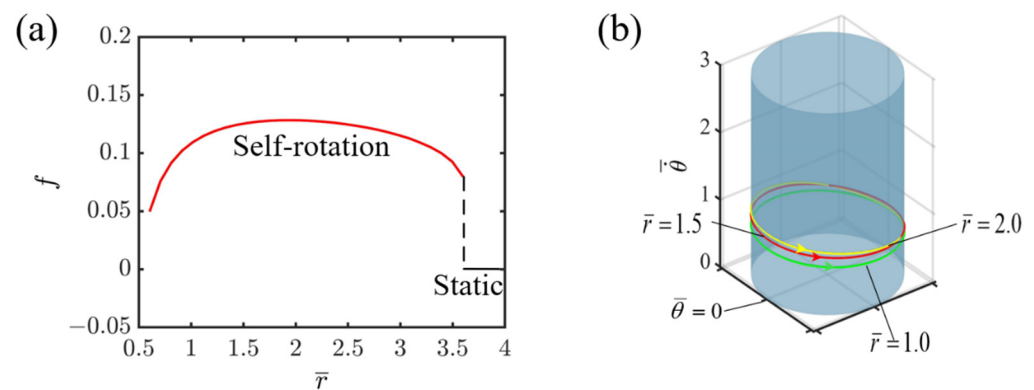 (a)
0.2
0.15
0.1
0.05
0
−0.05
f
Self-rotation
Static
0.5 1 1.5 2 2.5 3 3.5 4
r̅
(b)
3
2
1
0
θ̅̇
r̅ = 1.5
r̅ = 2.0
θ̅ = 0
r̅ = 1.0